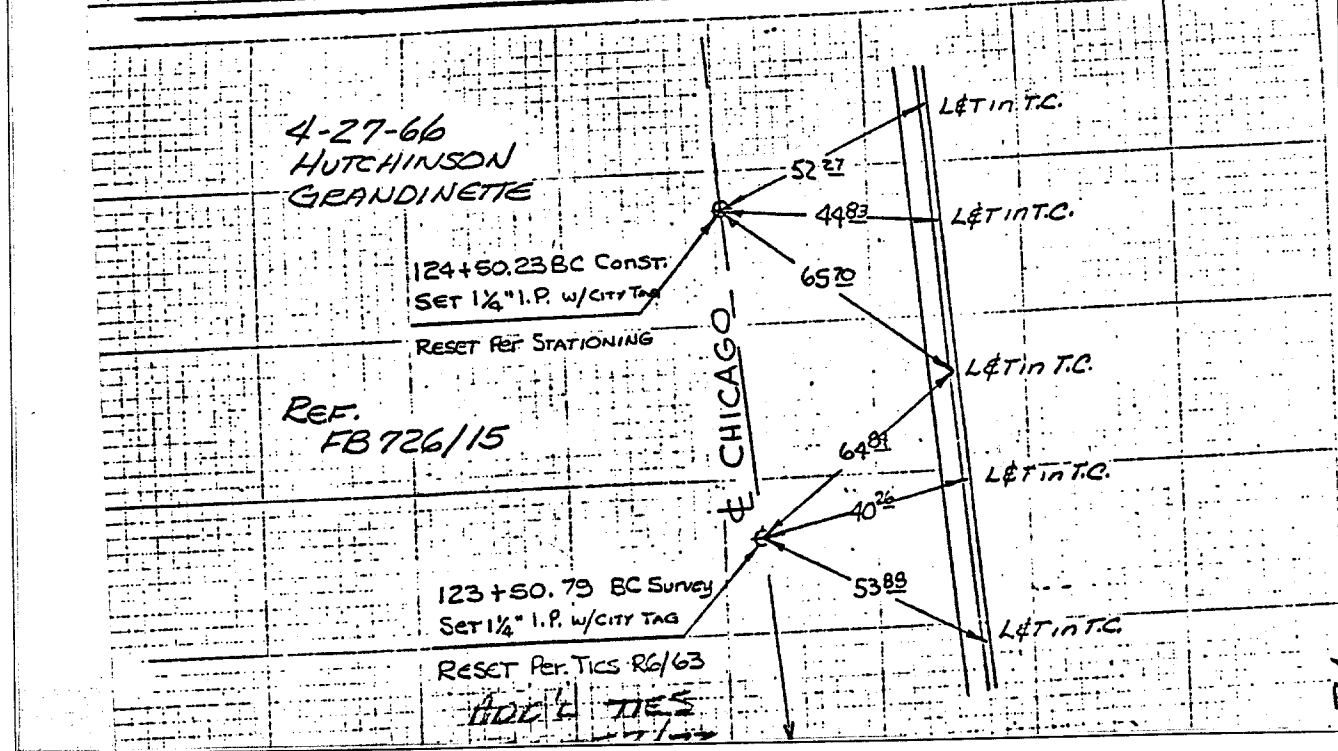 4-27-66
HUTCHINSON
GRANDINETTE
L&T in T.C.
52 27
44 83
L&T in T.C.
124+50.23 BC Const.
SET 1¼" I.P. w/CITY TAG
RESET Per STATIONING
65 70
L&T in T.C.
℄ CHICAGO
REF.
FB 726/15
64 89
40 26
L&T in T.C.
123+50.79 BC Survey
SET 1¼" I.P. w/CITY TAG
53 88
L&T in T.C.
RESET Per. TIES R6/63
ADD'L TIES